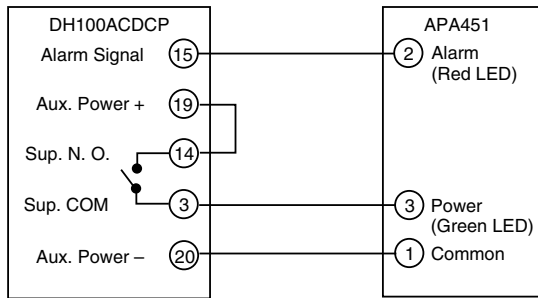 DH100ACDCP
APA451
Alarm Signal 15
2 Alarm
(Red LED)
Aux. Power + 19
Sup. N. O. 14
Sup. COM 3
3 Power
(Green LED)
Aux. Power – 20
1 Common